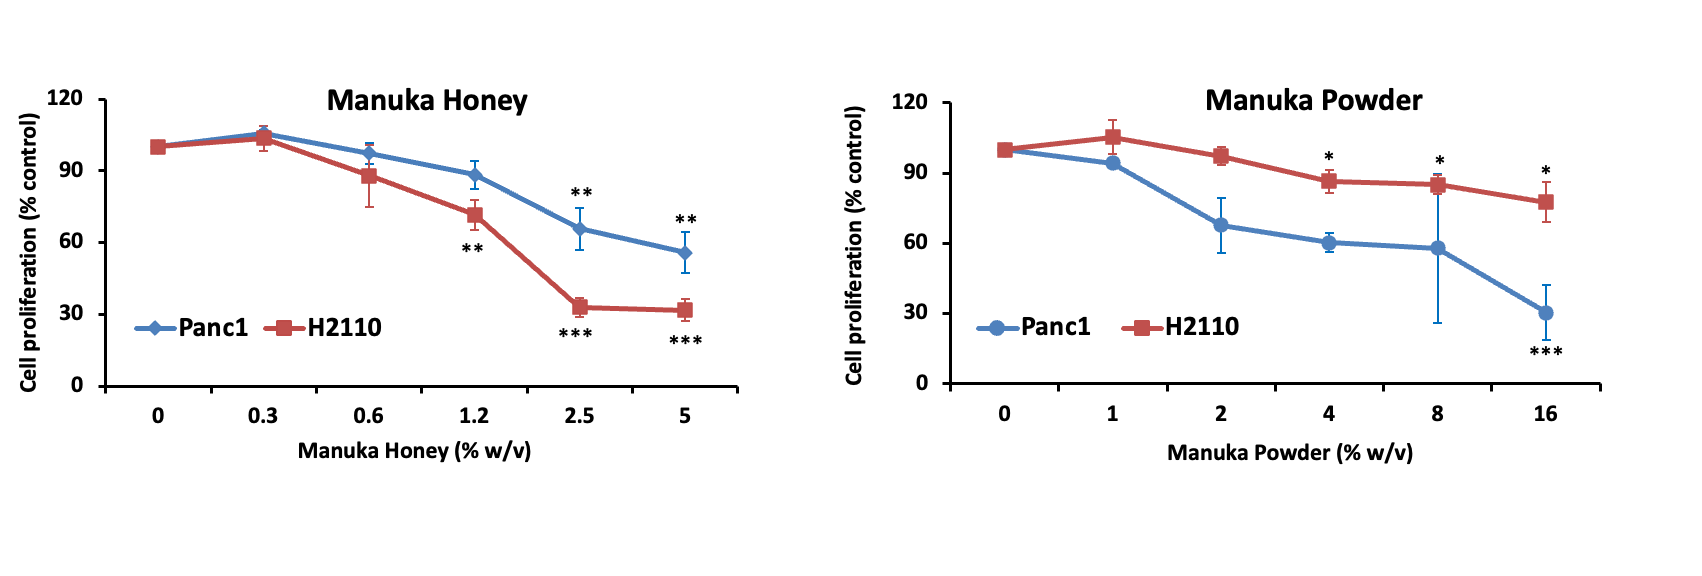 Manuka Honey
Cell proliferation (% control)
120
90
60
30
0
**
**
**
***
***
Panc1
H2110
0 0.3 0.6 1.2 2.5 5
Manuka Honey (% w/v)
Manuka Powder
Cell proliferation (% control)
120
90
60
30
0
*
*
*
***
Panc1
H2110
0 1 2 4 8 16
Manuka Powder (% w/v)